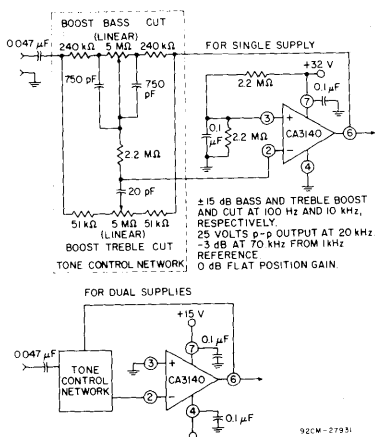 BOOST BASS CUT
(LINEAR)
0.047 µF 240 kΩ 5 MΩ 240 kΩ
FOR SINGLE SUPPLY
750 pF
750
pF
+32 V
2.2 MΩ
7
0.1
µF
0.1
µF
3
+
2.2 MΩ
CA3140
6
2.2 MΩ
2
−
4
20 pF
51 kΩ 5 MΩ 51 kΩ
(LINEAR)
BOOST TREBLE CUT
TONE CONTROL NETWORK
±15 dB BASS AND TREBLE BOOST
AND CUT AT 100 Hz AND 10 kHz,
RESPECTIVELY.
25 VOLTS p-p OUTPUT AT 20 kHz.
-3 dB AT 70 kHz FROM 1kHz
REFERENCE.
0 dB FLAT POSITION GAIN.
FOR DUAL SUPPLIES
+15 V
0.1 µF
7
0.047 µF
3
+
TONE
CONTROL
NETWORK
CA3140
6
2
−
4
0.1 µF
92CM-27931